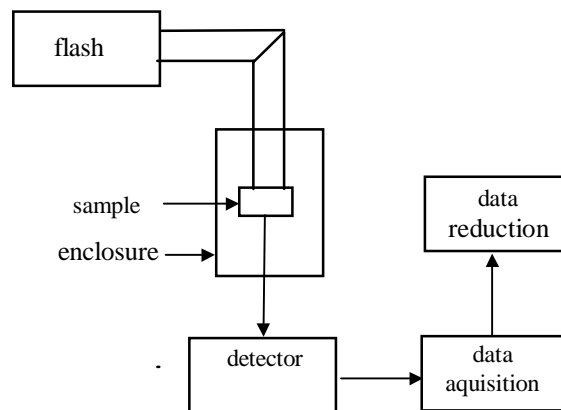 flash
sample
enclosure
data
reduction
detector
data
aquisition